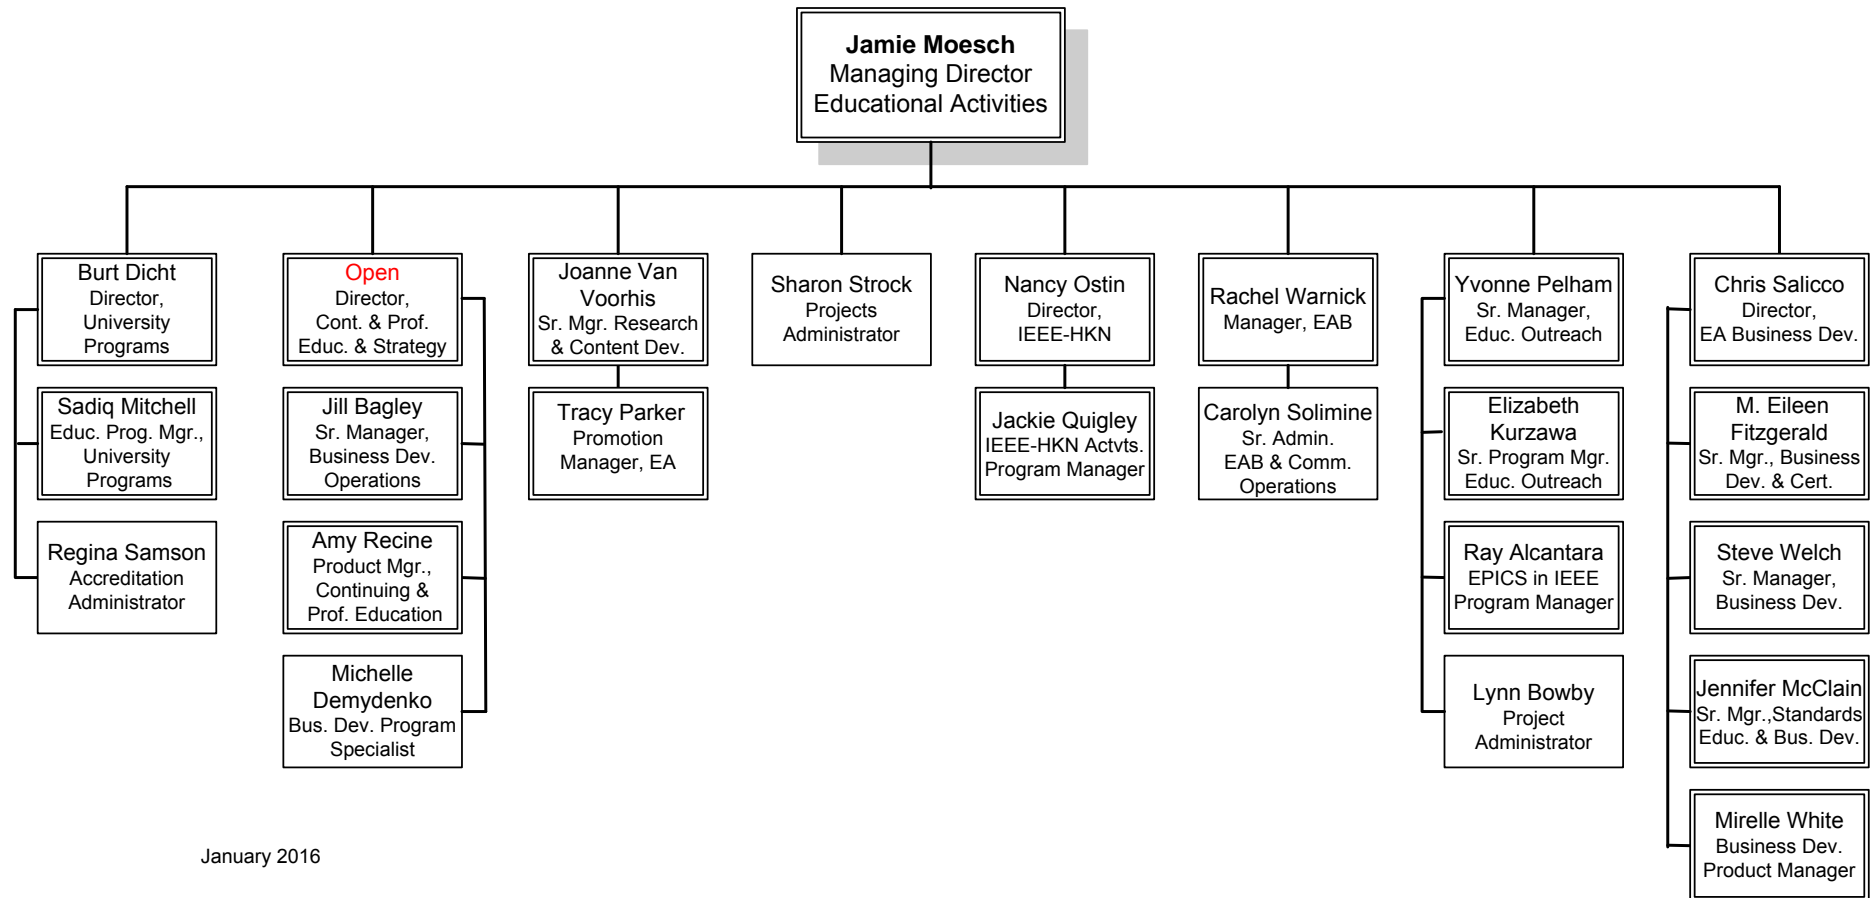 Jamie Moesch
Managing Director
Educational Activities
Burt Dicht
Director,
University
Programs
Sadiq Mitchell
Educ. Prog. Mgr.,
University
Programs
Regina Samson
Accreditation
Administrator
Open
Director,
Cont. & Prof.
Educ. & Strategy
Jill Bagley
Sr. Manager,
Business Dev.
Operations
Amy Recine
Product Mgr.,
Continuing &
Prof. Education
Michelle
Demydenko
Bus. Dev. Program
Specialist
Joanne Van
Voorhis
Sr. Mgr. Research
& Content Dev.
Tracy Parker
Promotion
Manager, EA
Sharon Strock
Projects
Administrator
Nancy Ostin
Director,
IEEE-HKN
Jackie Quigley
IEEE-HKN Actvts.
Program Manager
Rachel Warnick
Manager, EAB
Carolyn Solimine
Sr. Admin.
EAB & Comm.
Operations
Yvonne Pelham
Sr. Manager,
Educ. Outreach
Elizabeth
Kurzawa
Sr. Program Mgr.
Educ. Outreach
Ray Alcantara
EPICS in IEEE
Program Manager
Lynn Bowby
Project
Administrator
Chris Salicco
Director,
EA Business Dev.
M. Eileen
Fitzgerald
Sr. Mgr., Business
Dev. & Cert.
Steve Welch
Sr. Manager,
Business Dev.
Jennifer McClain
Sr. Mgr.,Standards
Educ. & Bus. Dev.
Mirelle White
Business Dev.
Product Manager
January 2016